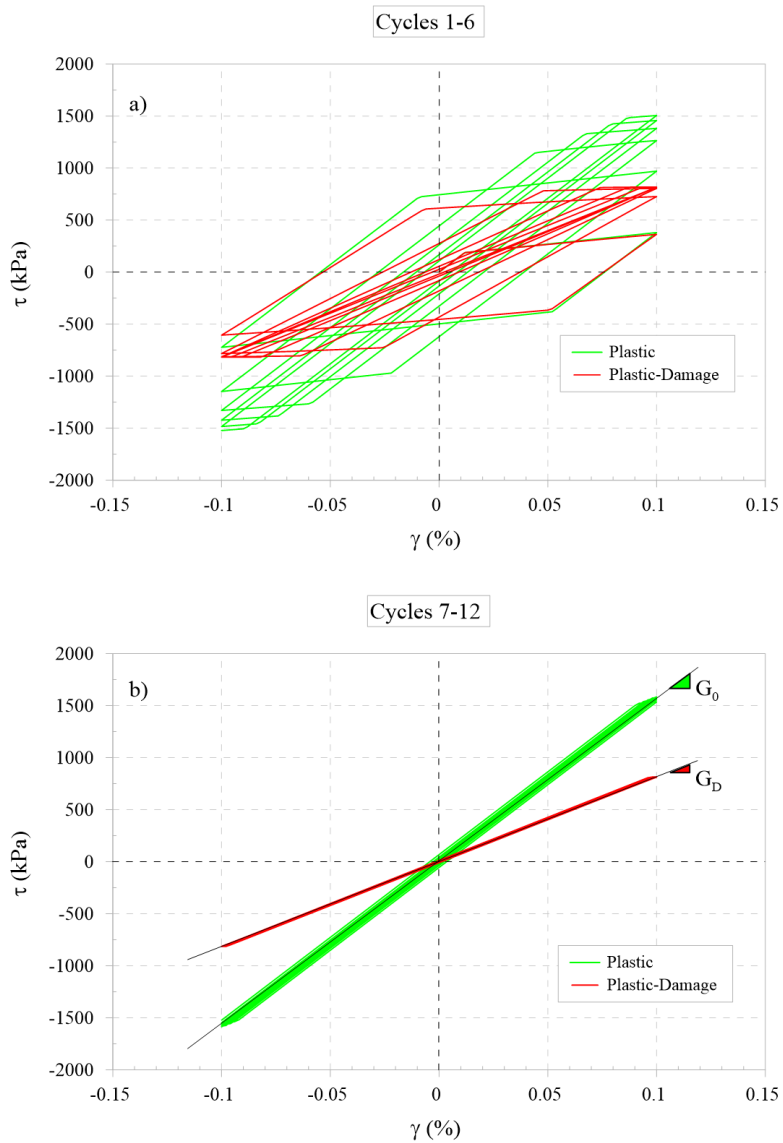 Cycles 1-6
2000
a)
1500
1000
500
τ (kPa)
0
-500
Plastic
Plastic-Damage
-1000
-1500
-2000
-0.15 -0.1 -0.05 0 0.05 0.1 0.15
γ (%)
Cycles 7-12
2000
b)
G0
1500
1000
GD
500
τ (kPa)
0
-500
Plastic
-1000
Plastic-Damage
-1500
-2000
-0.15 -0.1 -0.05 0 0.05 0.1 0.15
γ (%)